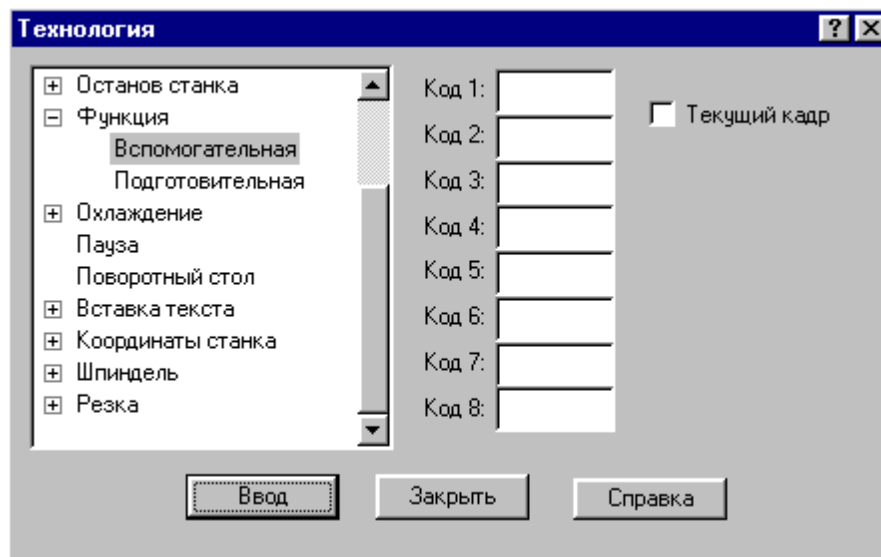 Технология
Останов станка
Функция
Вспомогательная
Подготовительная
Охлаждение
Пауза
Поворотный стол
Вставка текста
Координаты станка
Шпиндель
Резка
Код 1:
Код 2:
Код 3:
Код 4:
Код 5:
Код 6:
Код 7:
Код 8:
Текущий кадр
Ввод
Закрыть
Справка